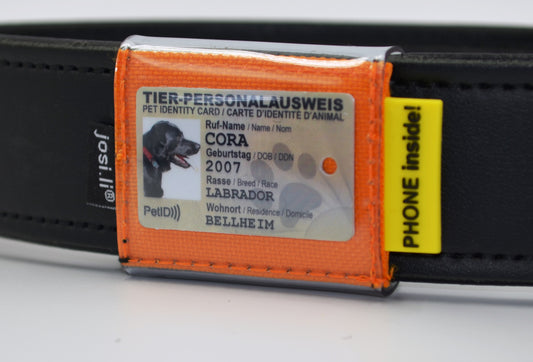 TIER-PERSONALAUSWEIS
PET IDENTITY CARD / CARTE D'IDENTITE D'ANIMAL
Ruf-Name / Name / Nom
CORA
Geburtstag / DOB / DDN
2007
Rasse / Breed / Race
LABRADOR
Wohnort / Residence / Domicile
BELLHEIM
PetID)))
josi.li®
PHONE inside!